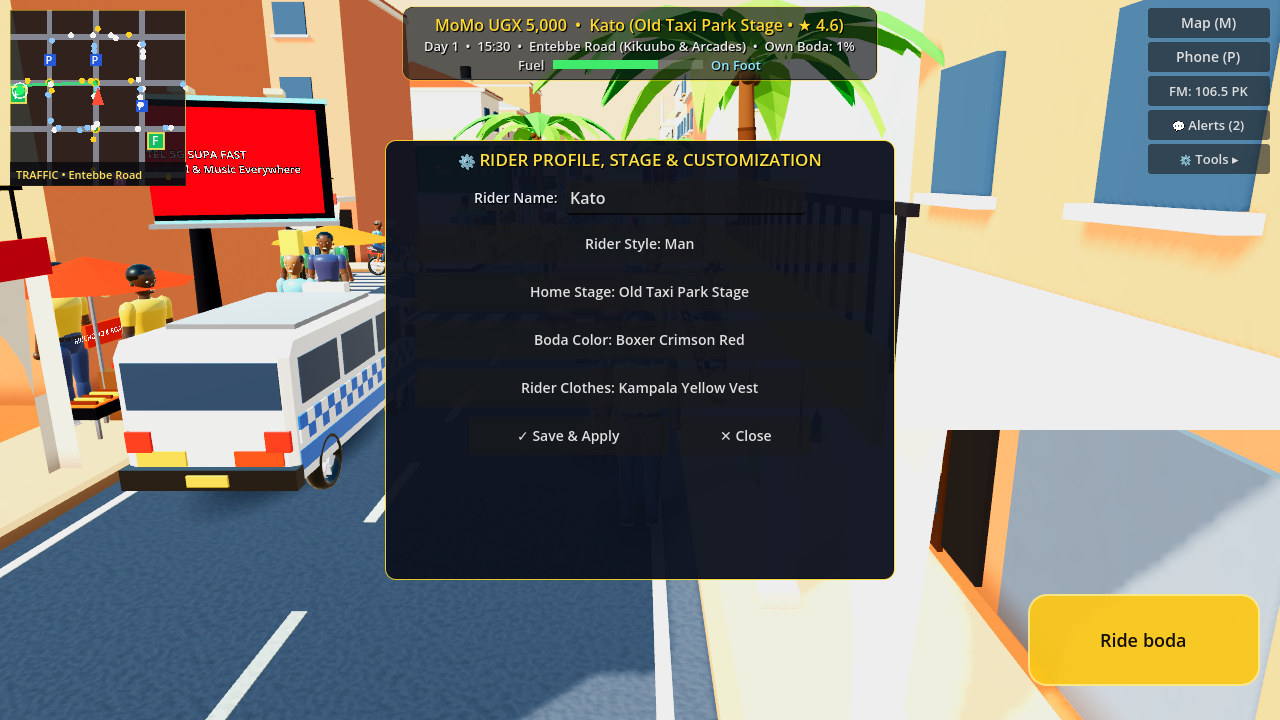 MoMo UGX 5,000 • Kato (Old Taxi Park Stage • ★ 4.6)
Day 1 • 15:30 • Entebbe Road (Kikuubo & Arcades) • Own Boda: 1%
Fuel On Foot
Map (M)
Phone (P)
FM: 106.5 PK
💬 Alerts (2)
⚙️ Tools ▸
P P
F
TEL 5G SUPA FAST
l & Music Everywhere
TRAFFIC • Entebbe Road
⚙️ RIDER PROFILE, STAGE & CUSTOMIZATION
Rider Name: Kato
Rider Style: Man
Home Stage: Old Taxi Park Stage
Boda Color: Boxer Crimson Red
Rider Clothes: Kampala Yellow Vest
✓ Save & Apply ✕ Close
Ride boda